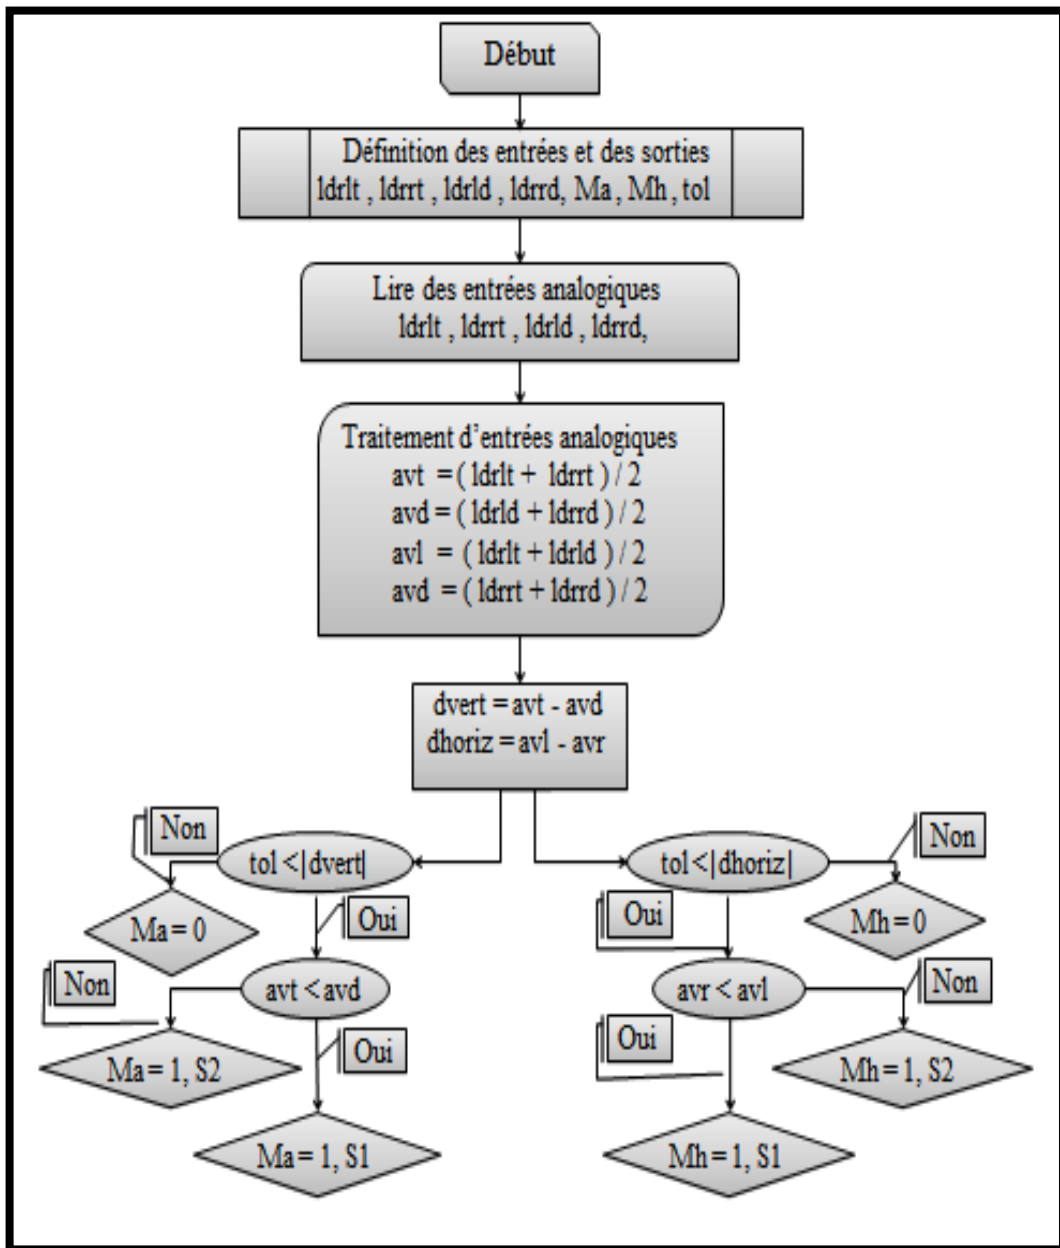 Début
Définition des entrées et des sorties
ldrlt , ldrrt , ldrld , ldrrd, Ma , Mh , tol
Lire des entrées analogiques
ldrlt , ldrrt , ldrld , ldrrd,
Traitement d'entrées analogiques
avt = ( ldrlt + ldrrt ) / 2
avd = ( ldrld + ldrrd ) / 2
avl = ( ldrlt + ldrld ) / 2
avd = ( ldrrt + ldrrd ) / 2
dvert = avt - avd
dhoriz = avl - avr
Non
tol <|dvert|
Ma = 0
Oui
Non
avt < avd
Ma = 1, S2
Oui
Ma = 1, S1
tol <|dhoriz|
Non
Mh = 0
Oui
avr < avl
Non
Oui
Mh = 1, S2
Mh = 1, S1